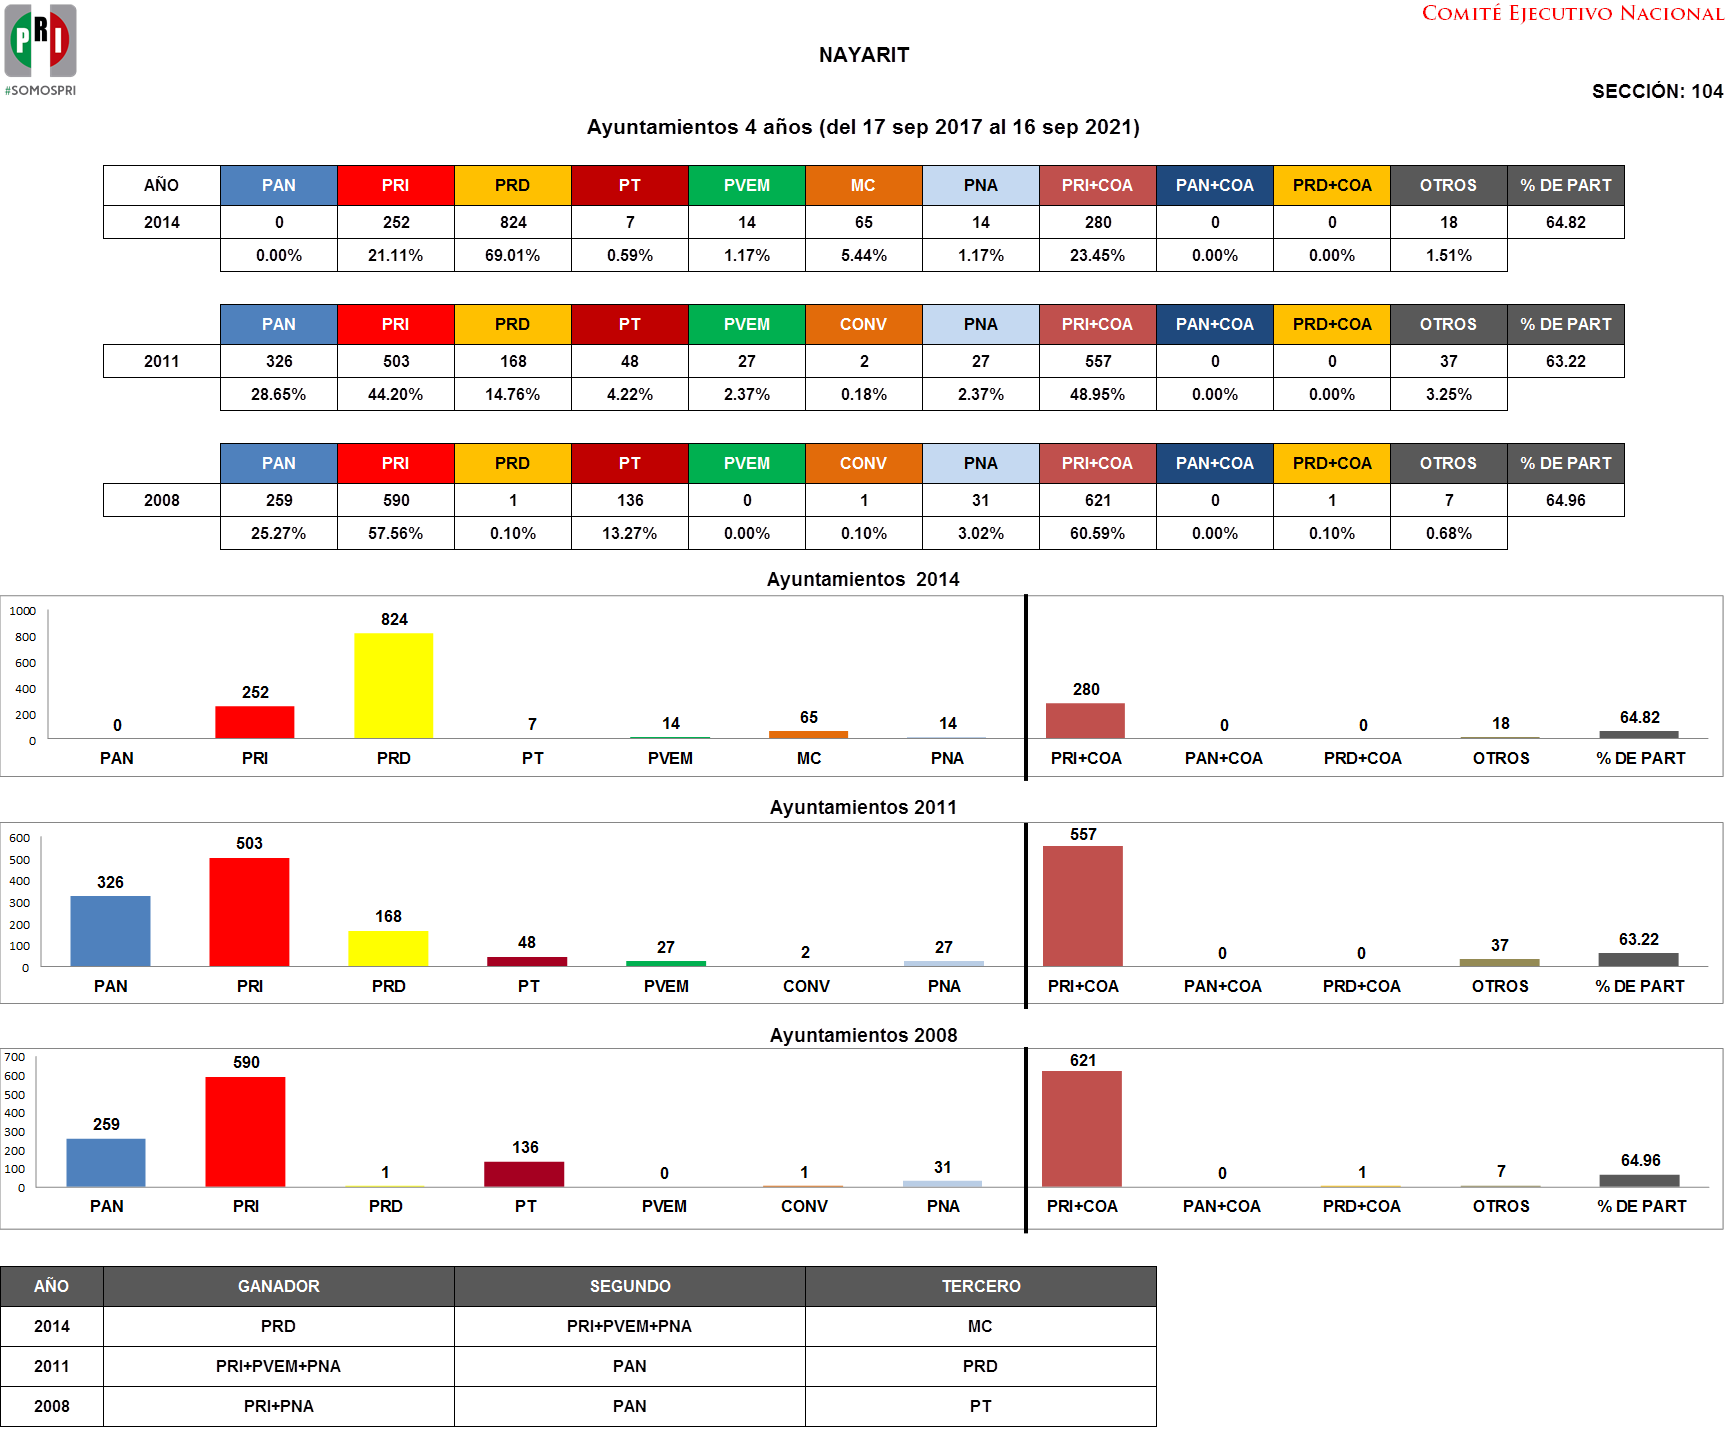 PRI
#SOMOSPRI
COMITÉ EJECUTIVO NACIONAL
NAYARIT
SECCIÓN: 104
Ayuntamientos 4 años (del 17 sep 2017 al 16 sep 2021)
AÑO PAN PRI PRD PT PVEM MC PNA PRI+COA PAN+COA PRD+COA OTROS % DE PART
2014 0 252 824 7 14 65 14 280 0 0 18 64.82
0.00% 21.11% 69.01% 0.59% 1.17% 5.44% 1.17% 23.45% 0.00% 0.00% 1.51%
PAN PRI PRD PT PVEM CONV PNA PRI+COA PAN+COA PRD+COA OTROS % DE PART
2011 326 503 168 48 27 2 27 557 0 0 37 63.22
28.65% 44.20% 14.76% 4.22% 2.37% 0.18% 2.37% 48.95% 0.00% 0.00% 3.25%
PAN PRI PRD PT PVEM CONV PNA PRI+COA PAN+COA PRD+COA OTROS % DE PART
2008 259 590 1 136 0 1 31 621 0 1 7 64.96
25.27% 57.56% 0.10% 13.27% 0.00% 0.10% 3.02% 60.59% 0.00% 0.10% 0.68%
Ayuntamientos 2014
1000
800
600
400
200
0
0 252 824 7 14 65 14 280 0 0 18 64.82
PAN PRI PRD PT PVEM MC PNA PRI+COA PAN+COA PRD+COA OTROS % DE PART
Ayuntamientos 2011
600
500
400
300
200
100
0
326 503 168 48 27 2 27 557 0 0 37 63.22
PAN PRI PRD PT PVEM CONV PNA PRI+COA PAN+COA PRD+COA OTROS % DE PART
Ayuntamientos 2008
700
600
500
400
300
200
100
0
259 590 1 136 0 1 31 621 0 1 7 64.96
PAN PRI PRD PT PVEM CONV PNA PRI+COA PAN+COA PRD+COA OTROS % DE PART
AÑO GANADOR SEGUNDO TERCERO
2014 PRD PRI+PVEM+PNA MC
2011 PRI+PVEM+PNA PAN PRD
2008 PRI+PNA PAN PT